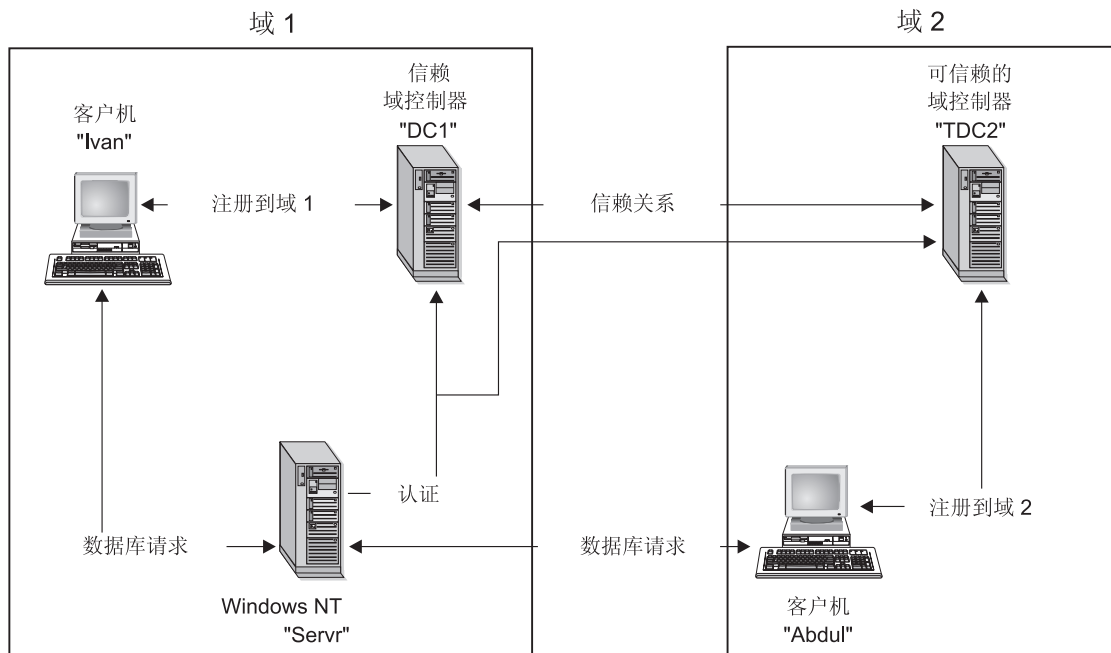 域 1
域 2
信赖
域控制器
"DC1"
可信赖的
域控制器
"TDC2"
客户机
"Ivan"
注册到域 1
信赖关系
认证
注册到域 2
数据库请求
数据库请求
Windows NT
"Servr"
客户机
"Abdul"